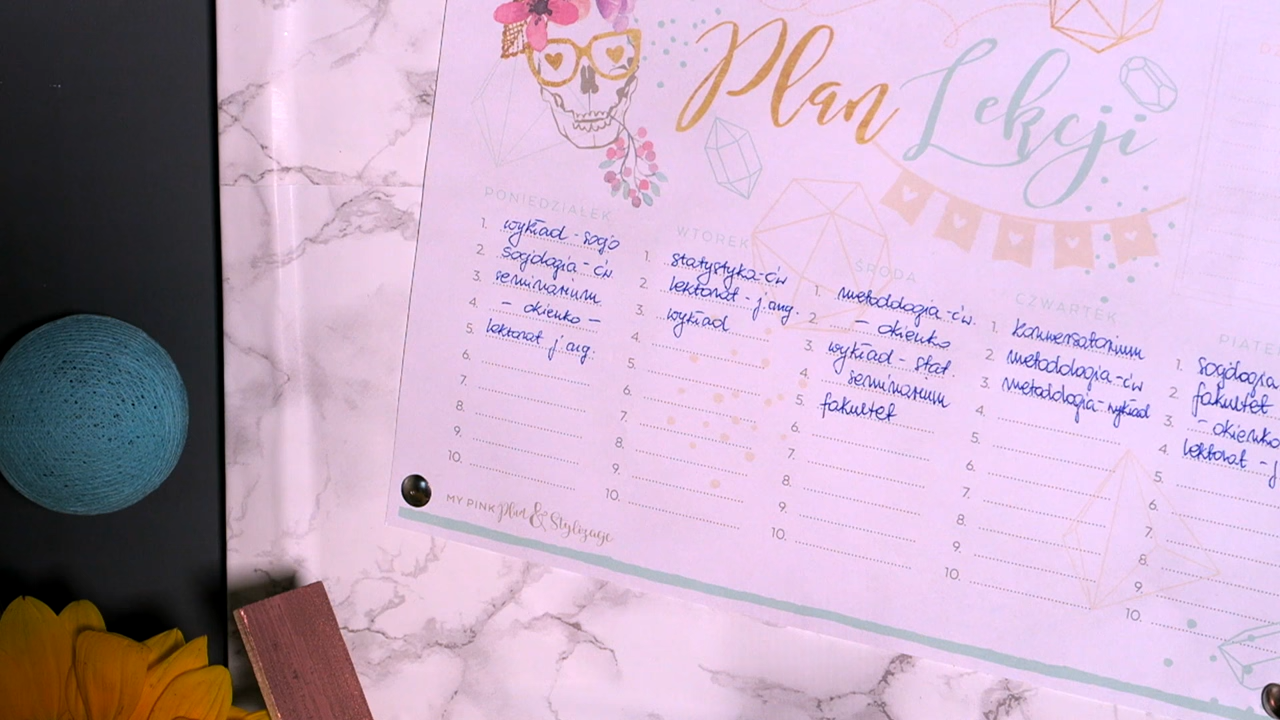 Plan Lekcji
PONIEDZIAŁEK
1. wykład - socjo
2. socjologia - ćw
3. seminarium
4. - okienko -
5. lektorat j. ang.
6.
7.
8.
9.
10.
WTOREK
1. statystyka - ćw
2. lektorat - j. ang.
3. wykład
4.
5.
6.
7.
8.
9.
10.
ŚRODA
1. metodologia - ćw.
2. - okienko
3. wykład - stat.
4. seminarium
5. fakultet
6.
7.
8.
9.
10.
CZWARTEK
1. konwersatorium
2. metodologia - ćw
3. metodologia - wykład
4.
5.
6.
7.
8.
9.
10.
PIĄTE
1. socjologia
2. fakultet
3. - okienko
4. lektorat - j
5.
6.
7.
8.
9.
10.
MY PINK plum & Stylizacje